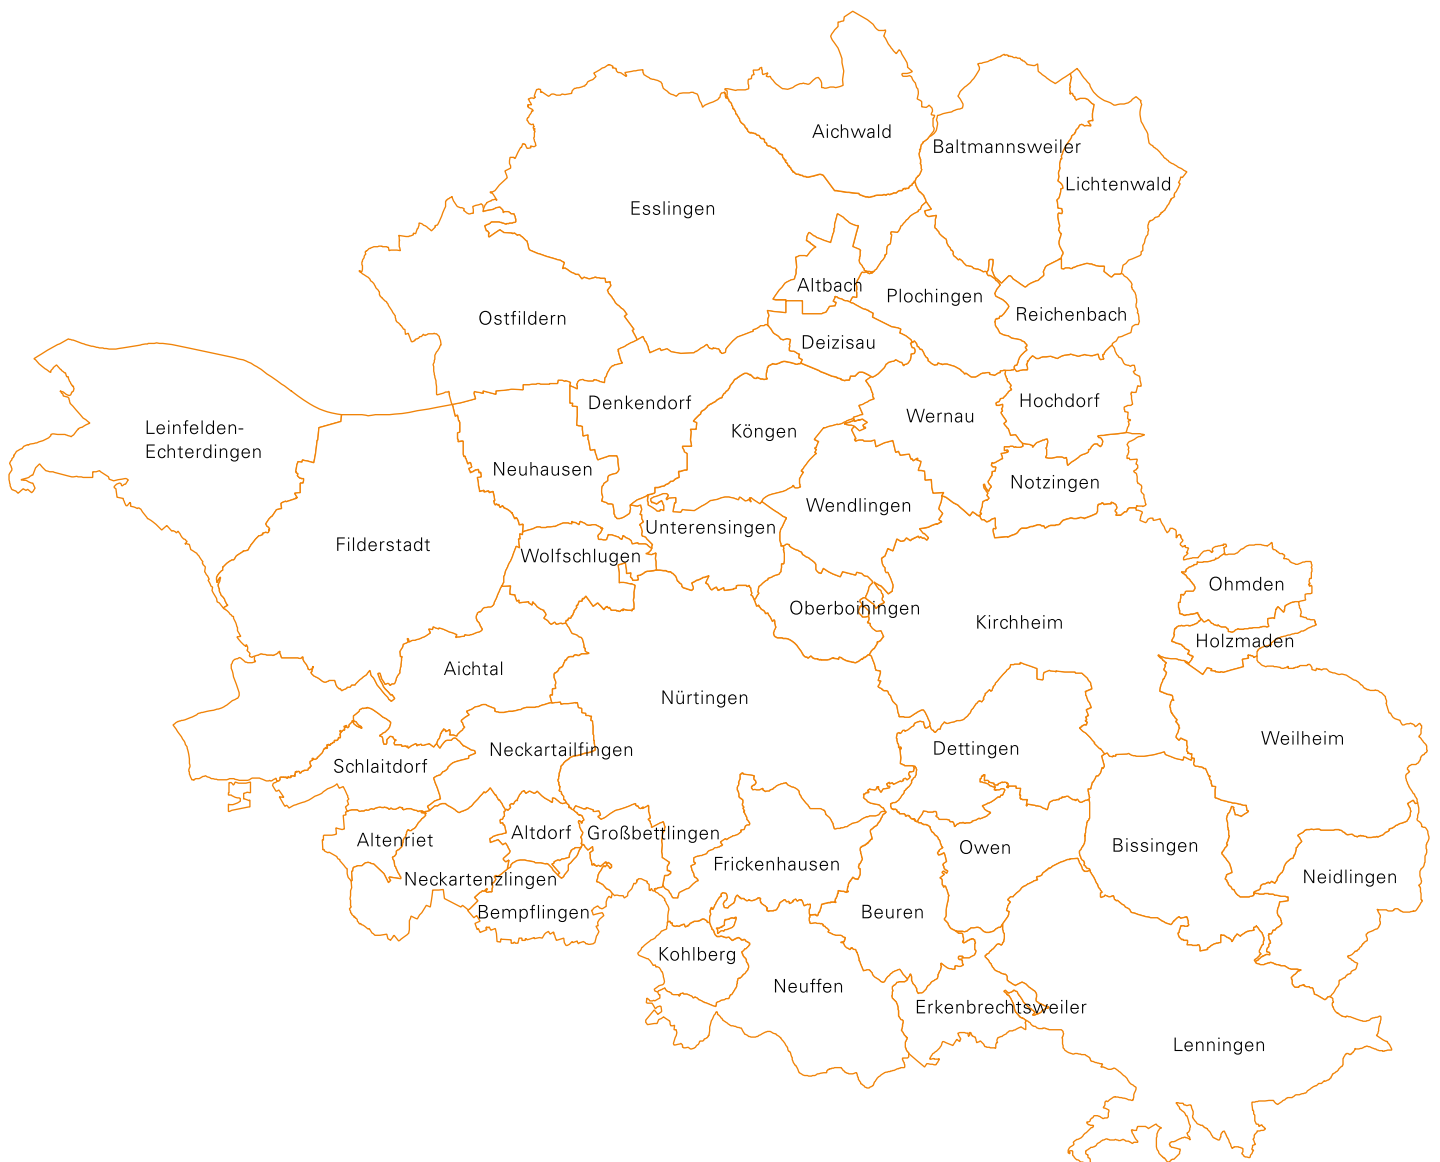 Aichwald
Baltmannsweiler
Lichtenwald
Esslingen
Altbach
Plochingen
Reichenbach
Ostfildern
Deizisau
Denkendorf
Hochdorf
Wernau
Leinfelden-
Echterdingen
Köngen
Neuhausen
Notzingen
Wendlingen
Unterensingen
Filderstadt
Wolfschlugen
Ohmden
Oberboihingen
Kirchheim
Holzmaden
Aichtal
Nürtingen
Weilheim
Neckartailfingen
Dettingen
Schlaitdorf
Altdorf
Großbettlingen
Altenriet
Owen
Bissingen
Frickenhausen
Neidlingen
Neckartenzlingen
Bempflingen
Beuren
Kohlberg
Neuffen
Erkenbrechtsweiler
Lenningen